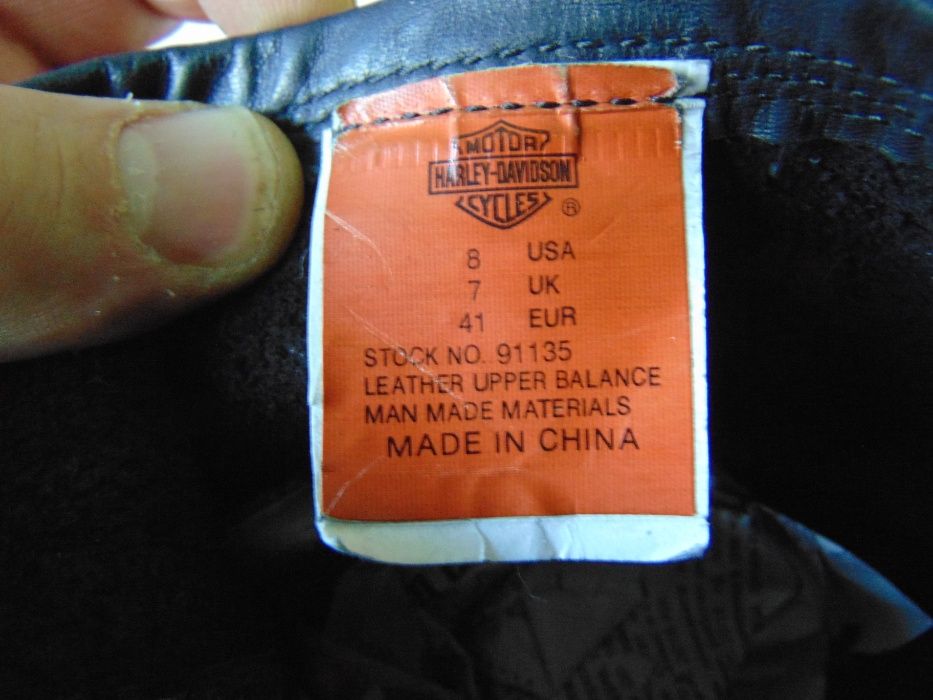 MOTOR
HARLEY-DAVIDSON
CYCLES ®
8 USA
7 UK
41 EUR
STOCK NO. 91135
LEATHER UPPER BALANCE
MAN MADE MATERIALS
MADE IN CHINA